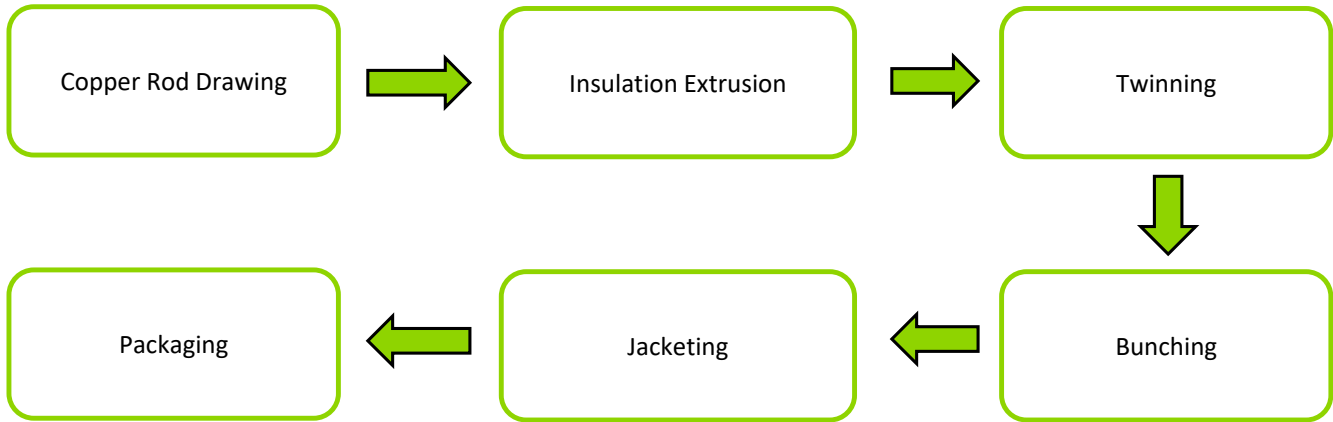 Copper Rod Drawing
Insulation Extrusion
Twinning
Bunching
Jacketing
Packaging